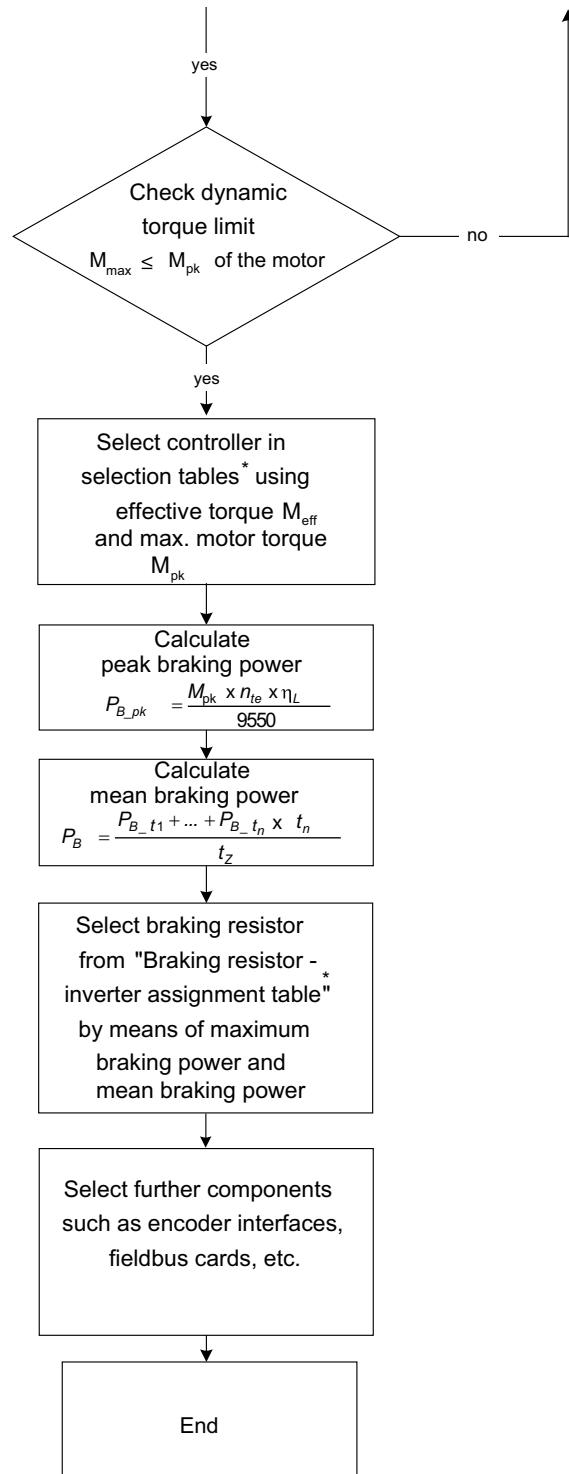 yes
Check dynamic
torque limit
M_max ≤ M_pk of the motor
no
yes
Select controller in
selection tables* using
effective torque M_eff
and max. motor torque
M_pk
Calculate
peak braking power
P_B_pk = M_pk x n_te x η_L / 9550
Calculate
mean braking power
P_B = P_B_t1 + ... + P_B_t_n x t_n / t_Z
Select braking resistor
from "Braking resistor -
inverter assignment table*"
by means of maximum
braking power and
mean braking power
Select further components
such as encoder interfaces,
fieldbus cards, etc.
End